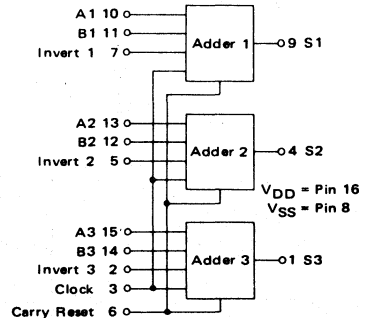 A1 10
B1 11
Invert 1 7
Adder 1
9 S1
A2 13
B2 12
Invert 2 5
Adder 2
4 S2
VDD = Pin 16
VSS = Pin 8
A3 15
B3 14
Invert 3 2
Clock 3
Carry Reset 6
Adder 3
1 S3